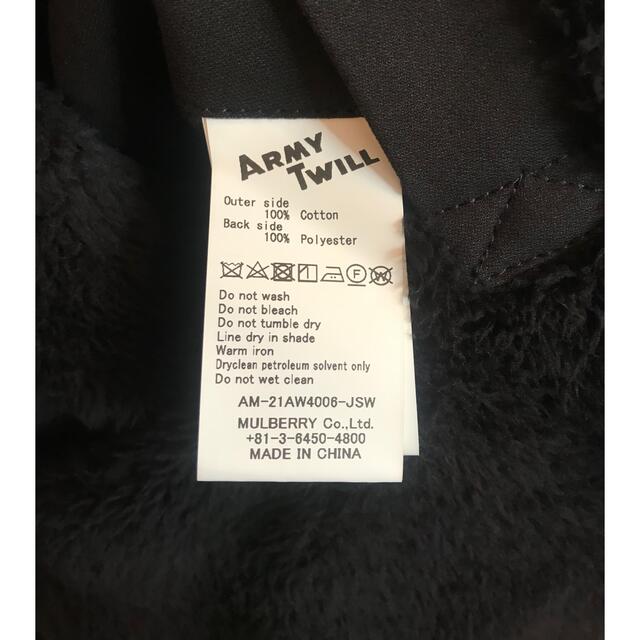 ARMY
TWILL
Outer side
100% Cotton
Back side
100% Polyester
Do not wash
Do not bleach
Do not tumble dry
Line dry in shade
Warm iron
Dryclean petroleum solvent only
Do not wet clean
AM-21AW4006-JSW
MULBERRY Co.,Ltd.
+81-3-6450-4800
MADE IN CHINA